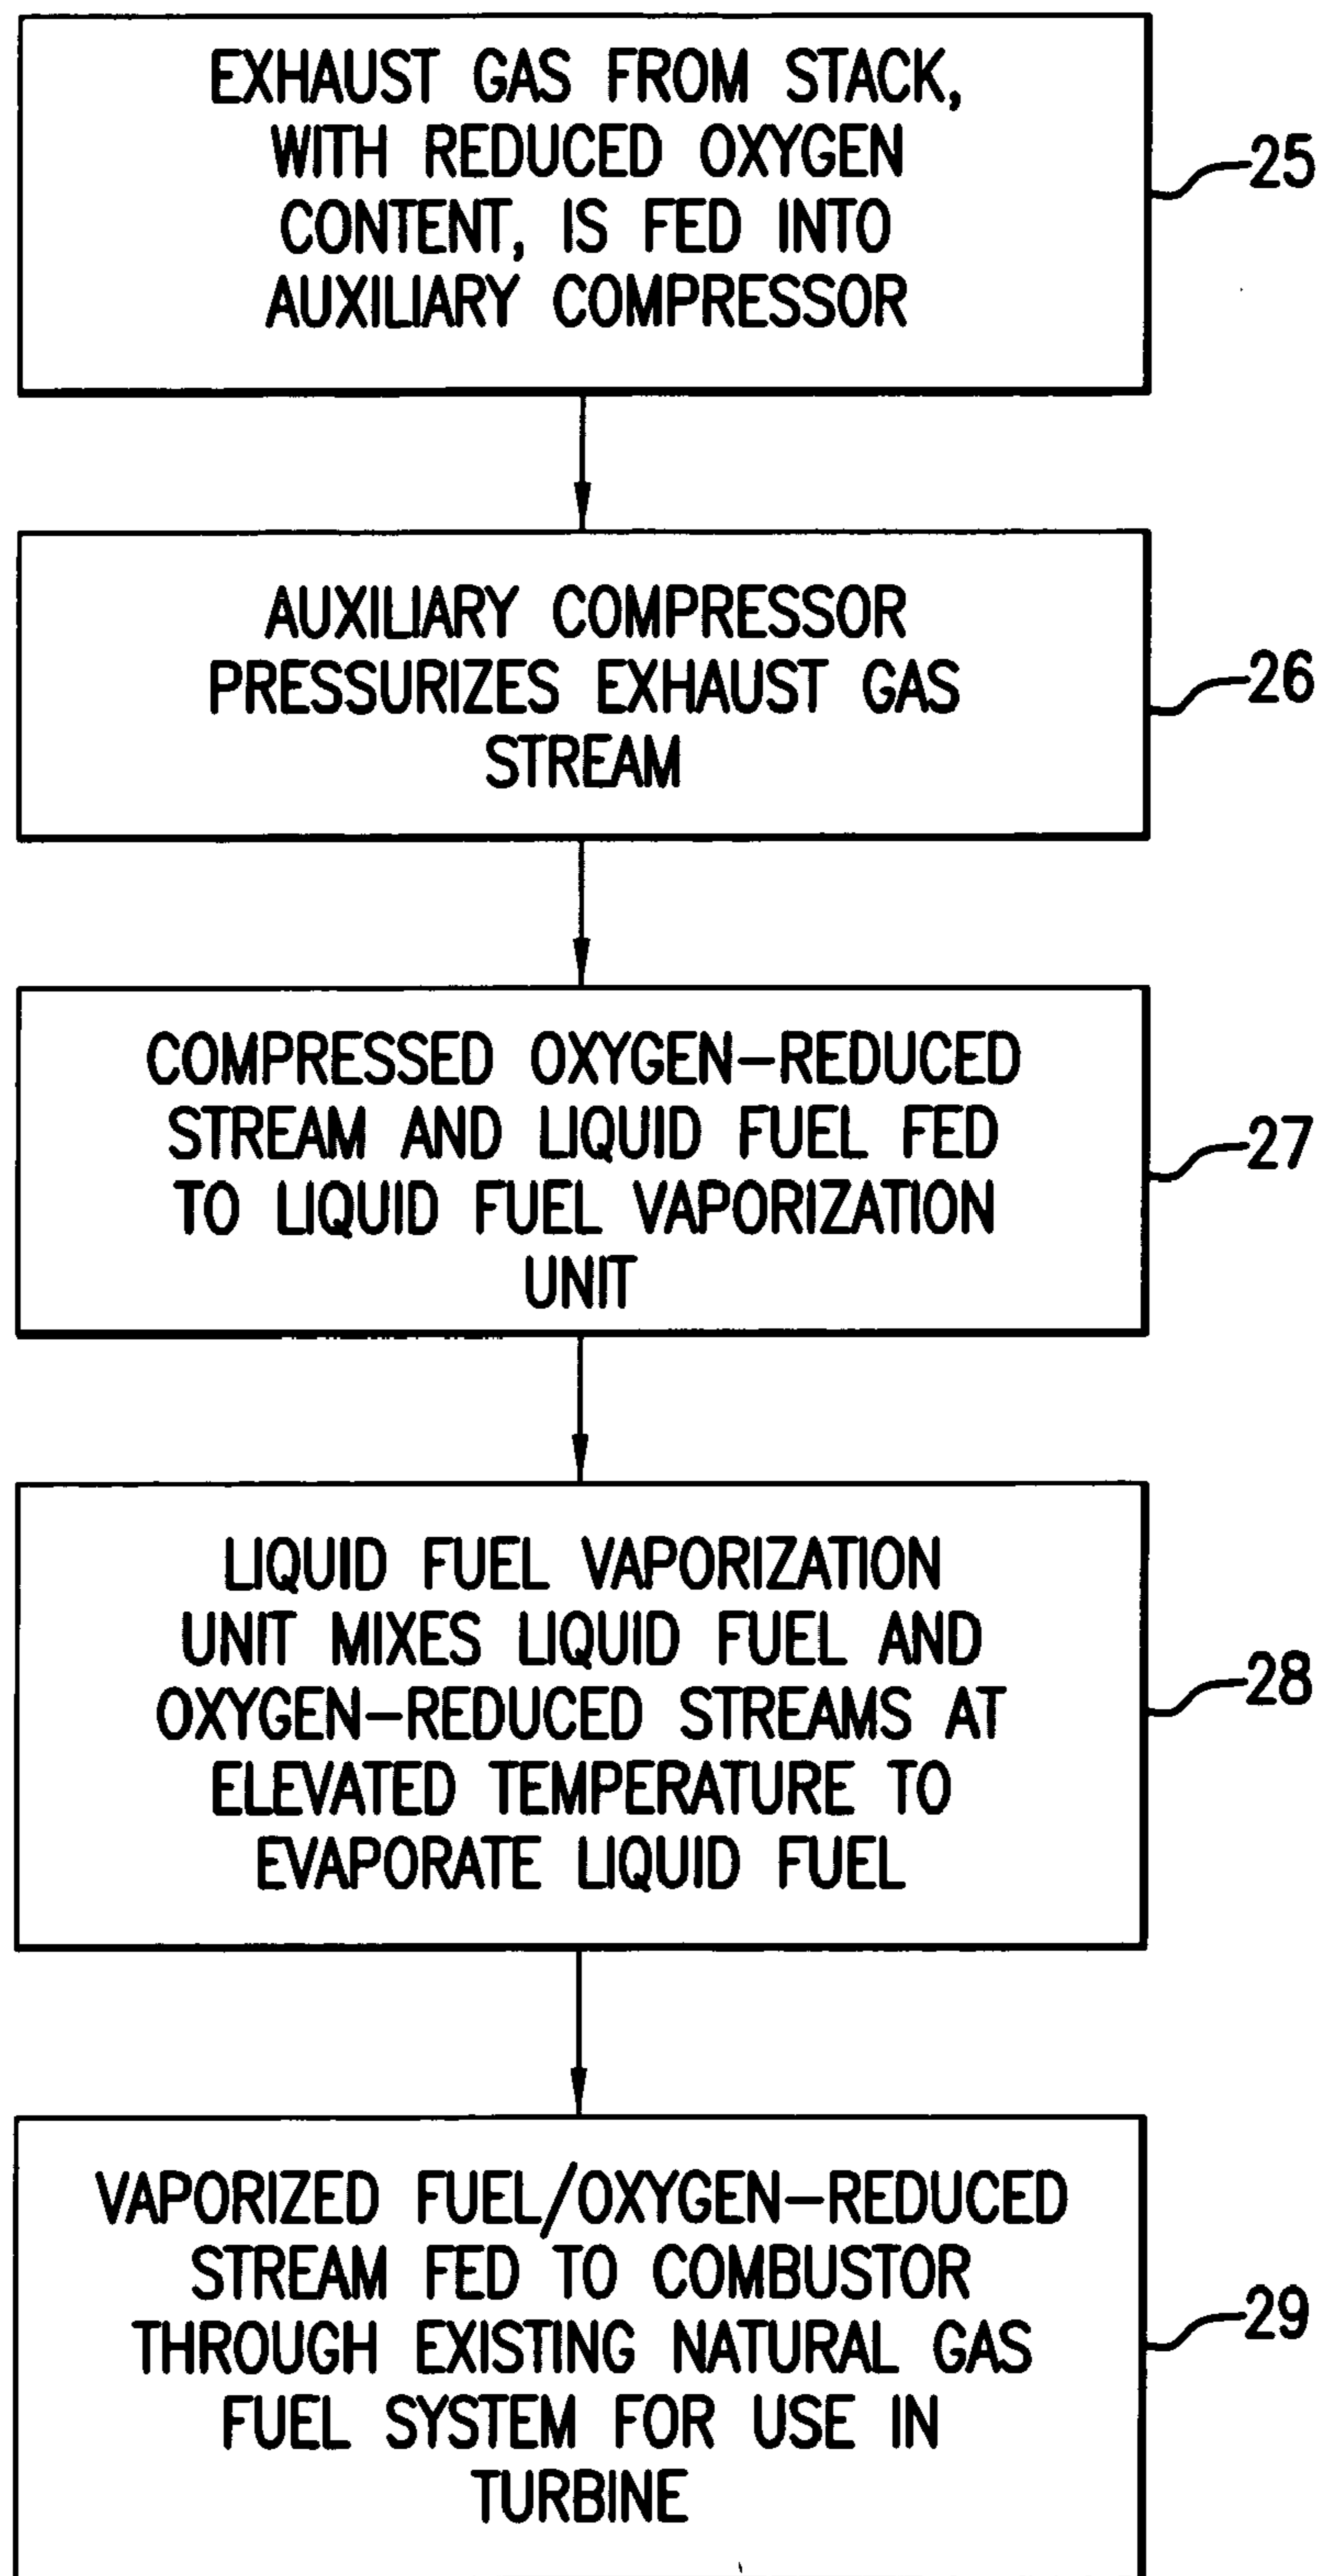 EXHAUST GAS FROM STACK,
WITH REDUCED OXYGEN
CONTENT, IS FED INTO
AUXILIARY COMPRESSOR
25
AUXILIARY COMPRESSOR
PRESSURIZES EXHAUST GAS
STREAM
26
COMPRESSED OXYGEN-REDUCED
STREAM AND LIQUID FUEL FED
TO LIQUID FUEL VAPORIZATION
UNIT
27
LIQUID FUEL VAPORIZATION
UNIT MIXES LIQUID FUEL AND
OXYGEN-REDUCED STREAMS AT
ELEVATED TEMPERATURE TO
EVAPORATE LIQUID FUEL
28
VAPORIZED FUEL/OXYGEN-REDUCED
STREAM FED TO COMBUSTOR
THROUGH EXISTING NATURAL GAS
FUEL SYSTEM FOR USE IN
TURBINE
29